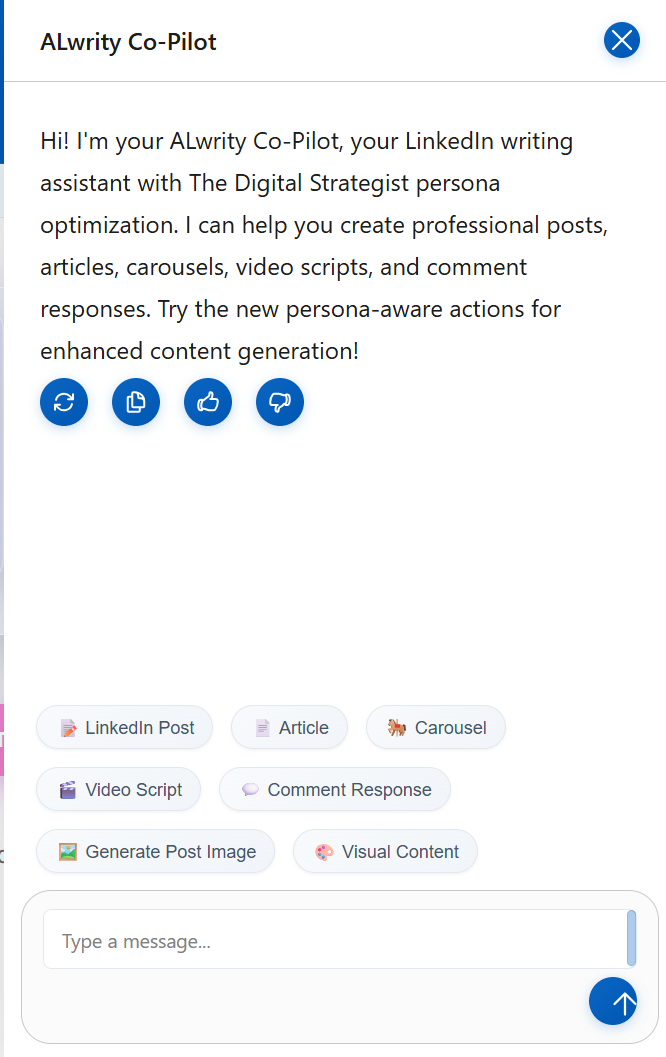 ALwrity Co-Pilot
Hi! I'm your ALwrity Co-Pilot, your LinkedIn writing
assistant with The Digital Strategist persona
optimization. I can help you create professional posts,
articles, carousels, video scripts, and comment
responses. Try the new persona-aware actions for
enhanced content generation!
LinkedIn Post
Article
Carousel
Video Script
Comment Response
Generate Post Image
Visual Content
Type a message...